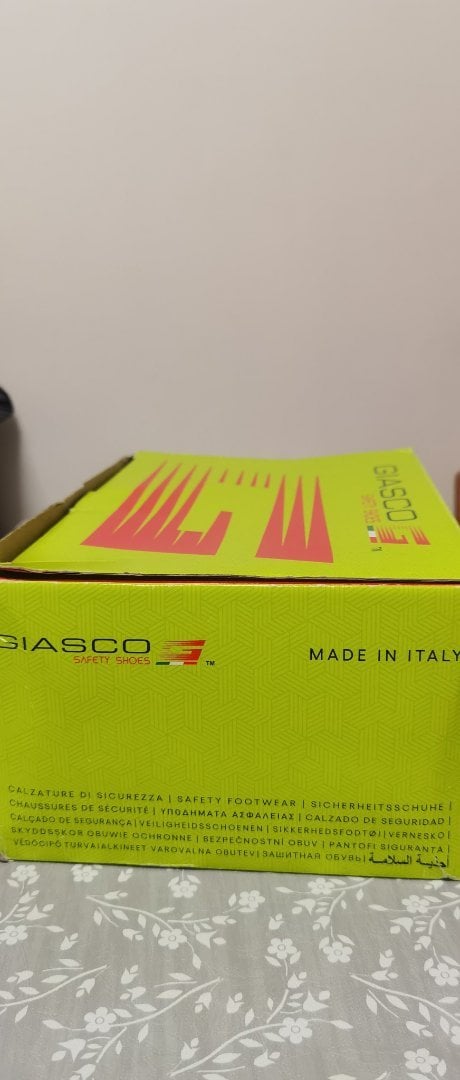 GIASCO
SAFETY SHOES
GIASCO
SAFETY SHOES
TM
MADE IN ITALY
CALZATURE DI SICUREZZA | SAFETY FOOTWEAR | SICHERHEITSSCHUHE |
CHAUSSURES DE SÉCURITÉ | ΥΠΟΔΗΜΑΤΑ ΑΣΦΑΛΕΙΑΣ | CALZADO DE SEGURIDAD |
CALÇADO DE SEGURANÇA | VEILIGHEIDSSCHOENEN | SIKKERHEDSFODTØJ | VERNESKO |
SKYDDSSKOR OBUWIE OCHRONNE | BEZPEČNOSTNÍ OBUV | PANTOFI SIGURANTA
VÉDŐCIPŐ TURVAJALKINEET VAROVALNA OBUTEV | ЗАЩИТНАЯ ОБУВЬ | أحذية السلامة